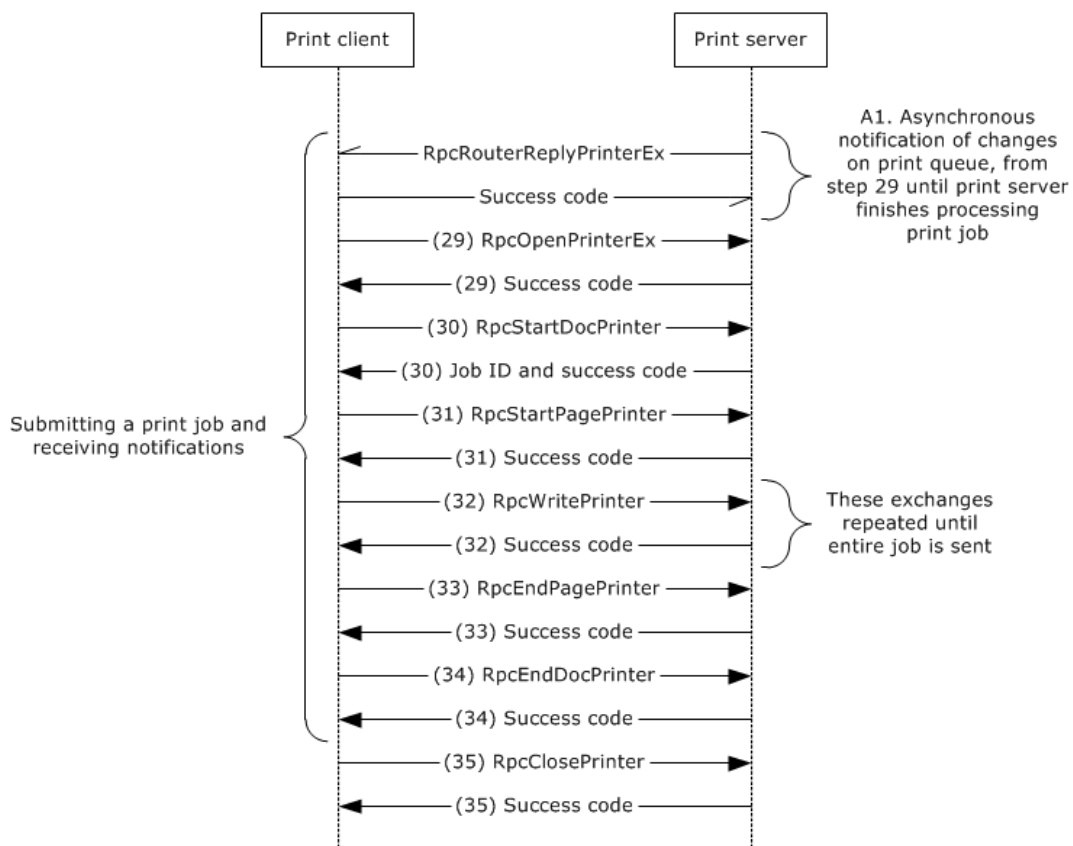 Print client
Print server
A1. Asynchronous
notification of changes
on print queue, from
step 29 until print server
finishes processing
print job
RpcRouterReplyPrinterEx
Success code
(29) RpcOpenPrinterEx
(29) Success code
(30) RpcStartDocPrinter
(30) Job ID and success code
(31) RpcStartPagePrinter
Submitting a print job and
receiving notifications
(31) Success code
(32) RpcWritePrinter
(32) Success code
These exchanges
repeated until
entire job is sent
(33) RpcEndPagePrinter
(33) Success code
(34) RpcEndDocPrinter
(34) Success code
(35) RpcClosePrinter
(35) Success code